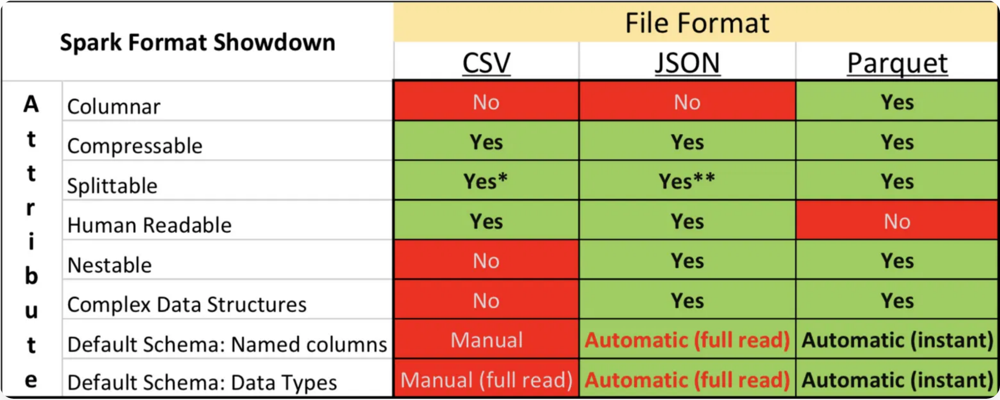 Spark Format Showdown
File Format
CSV JSON Parquet
Attribute
Columnar No No Yes
Compressable Yes Yes Yes
Splittable Yes* Yes** Yes
Human Readable Yes Yes No
Nestable No Yes Yes
Complex Data Structures No Yes Yes
Default Schema: Named columns Manual Automatic (full read) Automatic (instant)
Default Schema: Data Types Manual (full read) Automatic (full read) Automatic (instant)